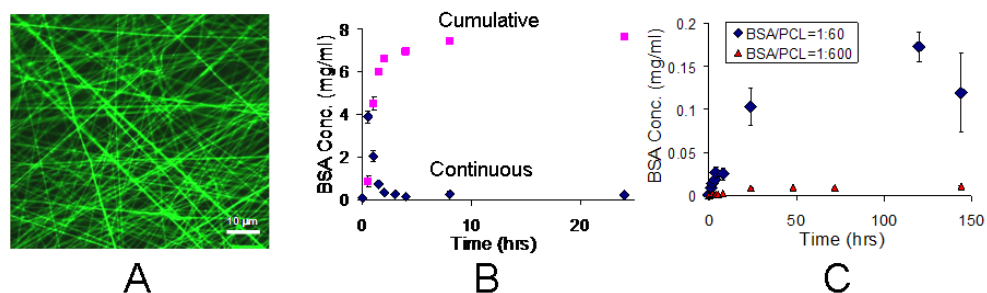 10 µm
A
Cumulative
Continuous
BSA Conc. (mg/ml)
8
6
4
2
0
0
10
20
Time (hrs)
B
BSA/PCL=1:60
BSA/PCL=1:600
BSA Conc. (mg/ml)
0.2
0.15
0.1
0.05
0
0
50
100
150
Time (hrs)
C